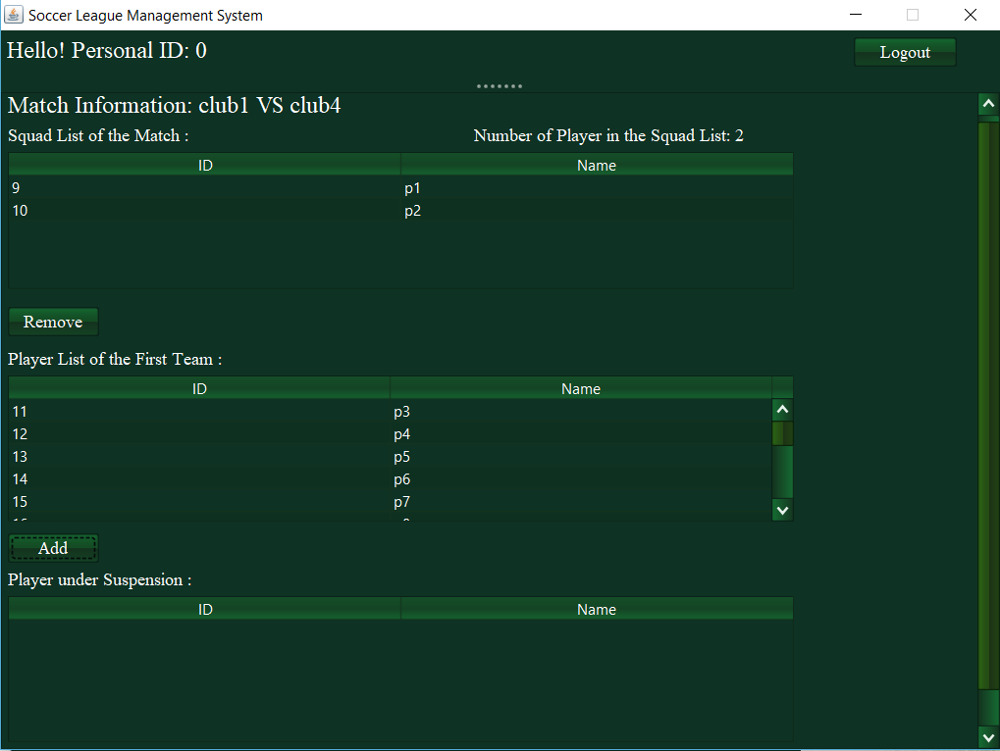 Soccer League Management System
Hello! Personal ID: 0
Logout
Match Information: club1 VS club4
Squad List of the Match :
Number of Player in the Squad List: 2
ID Name
9 p1
10 p2
Remove
Player List of the First Team :
ID Name
11 p3
12 p4
13 p5
14 p6
15 p7
Add
Player under Suspension :
ID Name